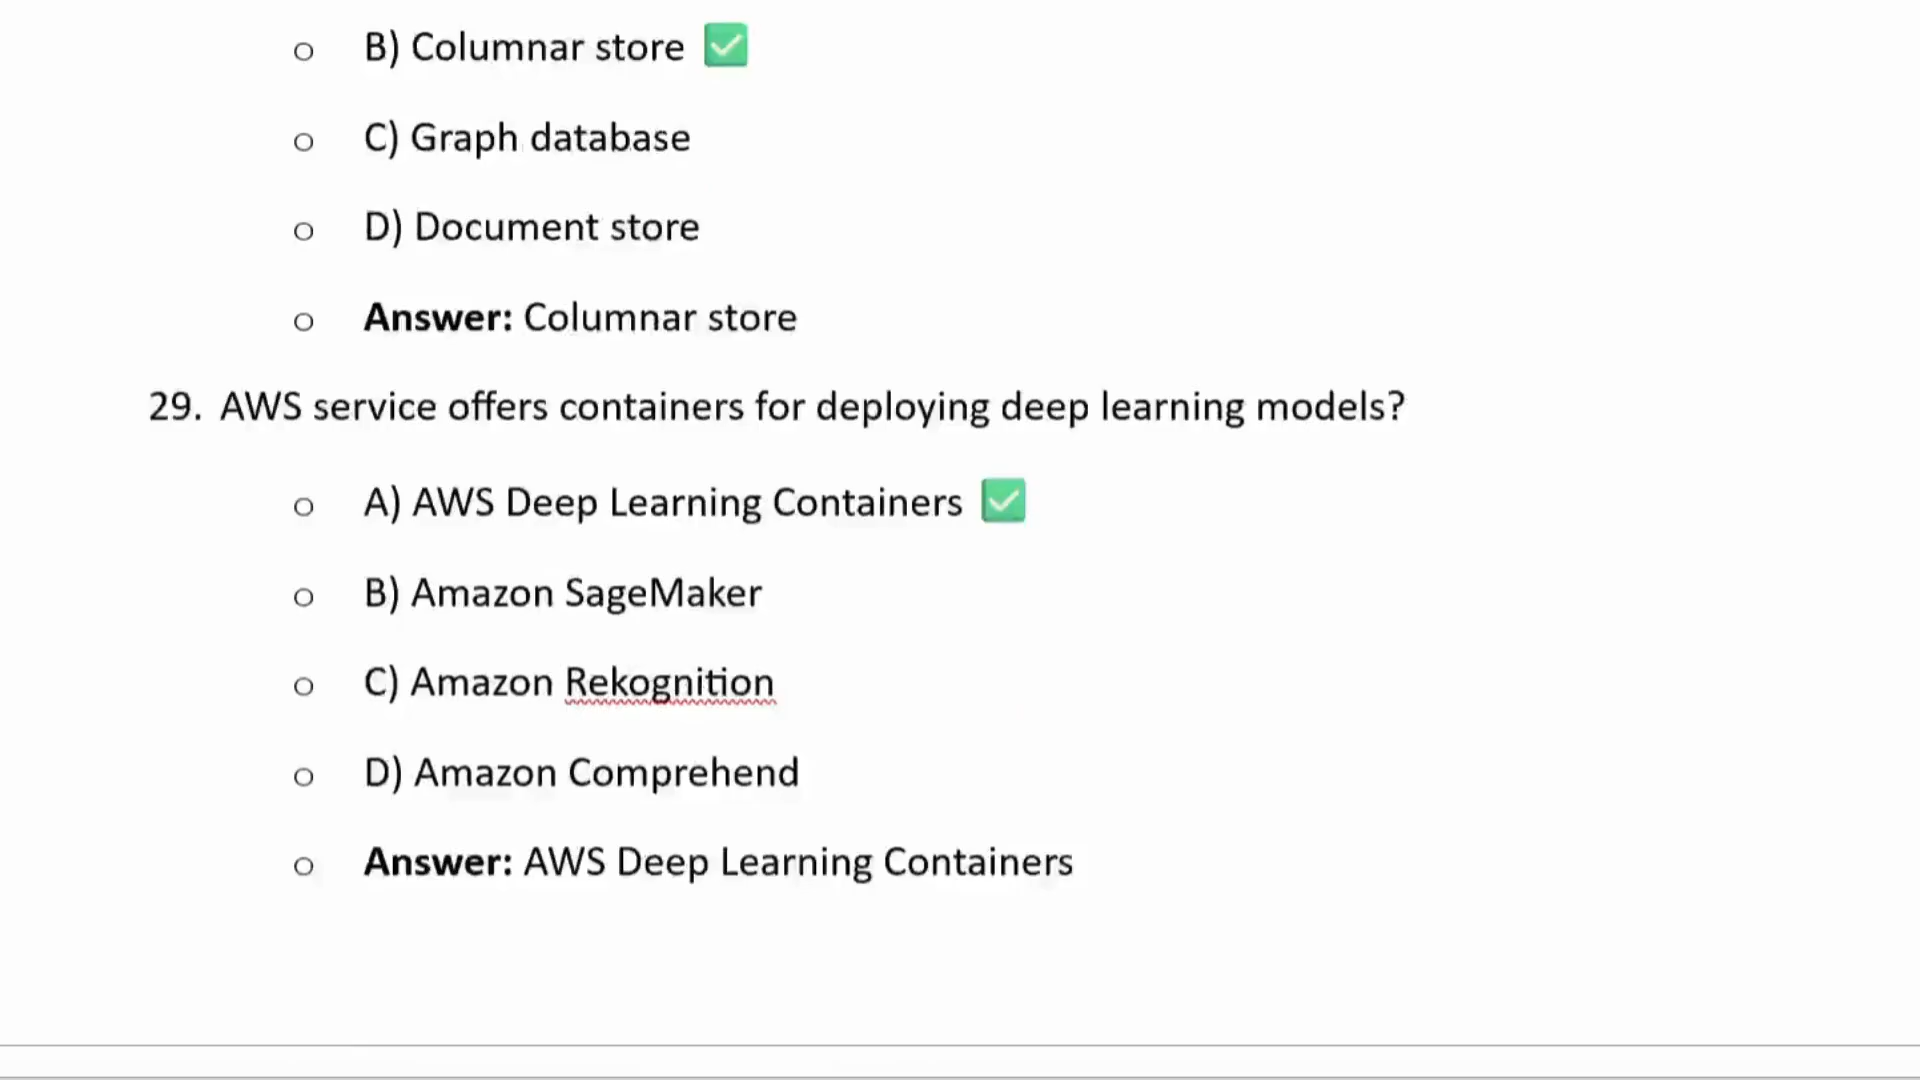 o B) Columnar store ✅
o C) Graph database
o D) Document store
o Answer: Columnar store
29. AWS service offers containers for deploying deep learning models?
o A) AWS Deep Learning Containers ✅
o B) Amazon SageMaker
o C) Amazon Rekognition
o D) Amazon Comprehend
o Answer: AWS Deep Learning Containers